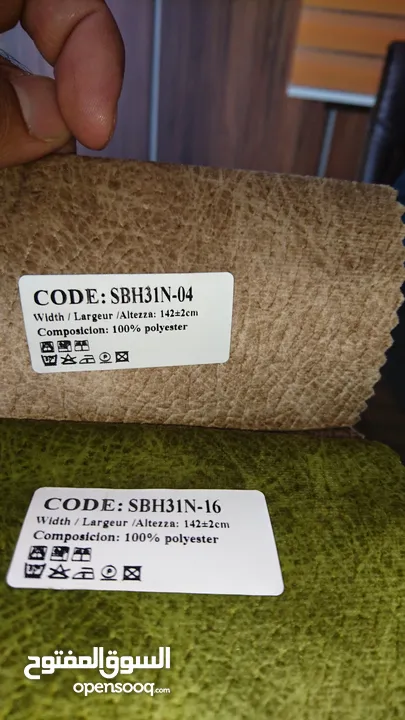 CODE: SBH31N-04
Width / Largeur /Altezza: 142±2cm
Composicion: 100% polyester
CODE: SBH31N-16
Width / Largeur /Altezza: 142±2cm
Composicion: 100% polyester
السوق المفتوح
opensooq.com